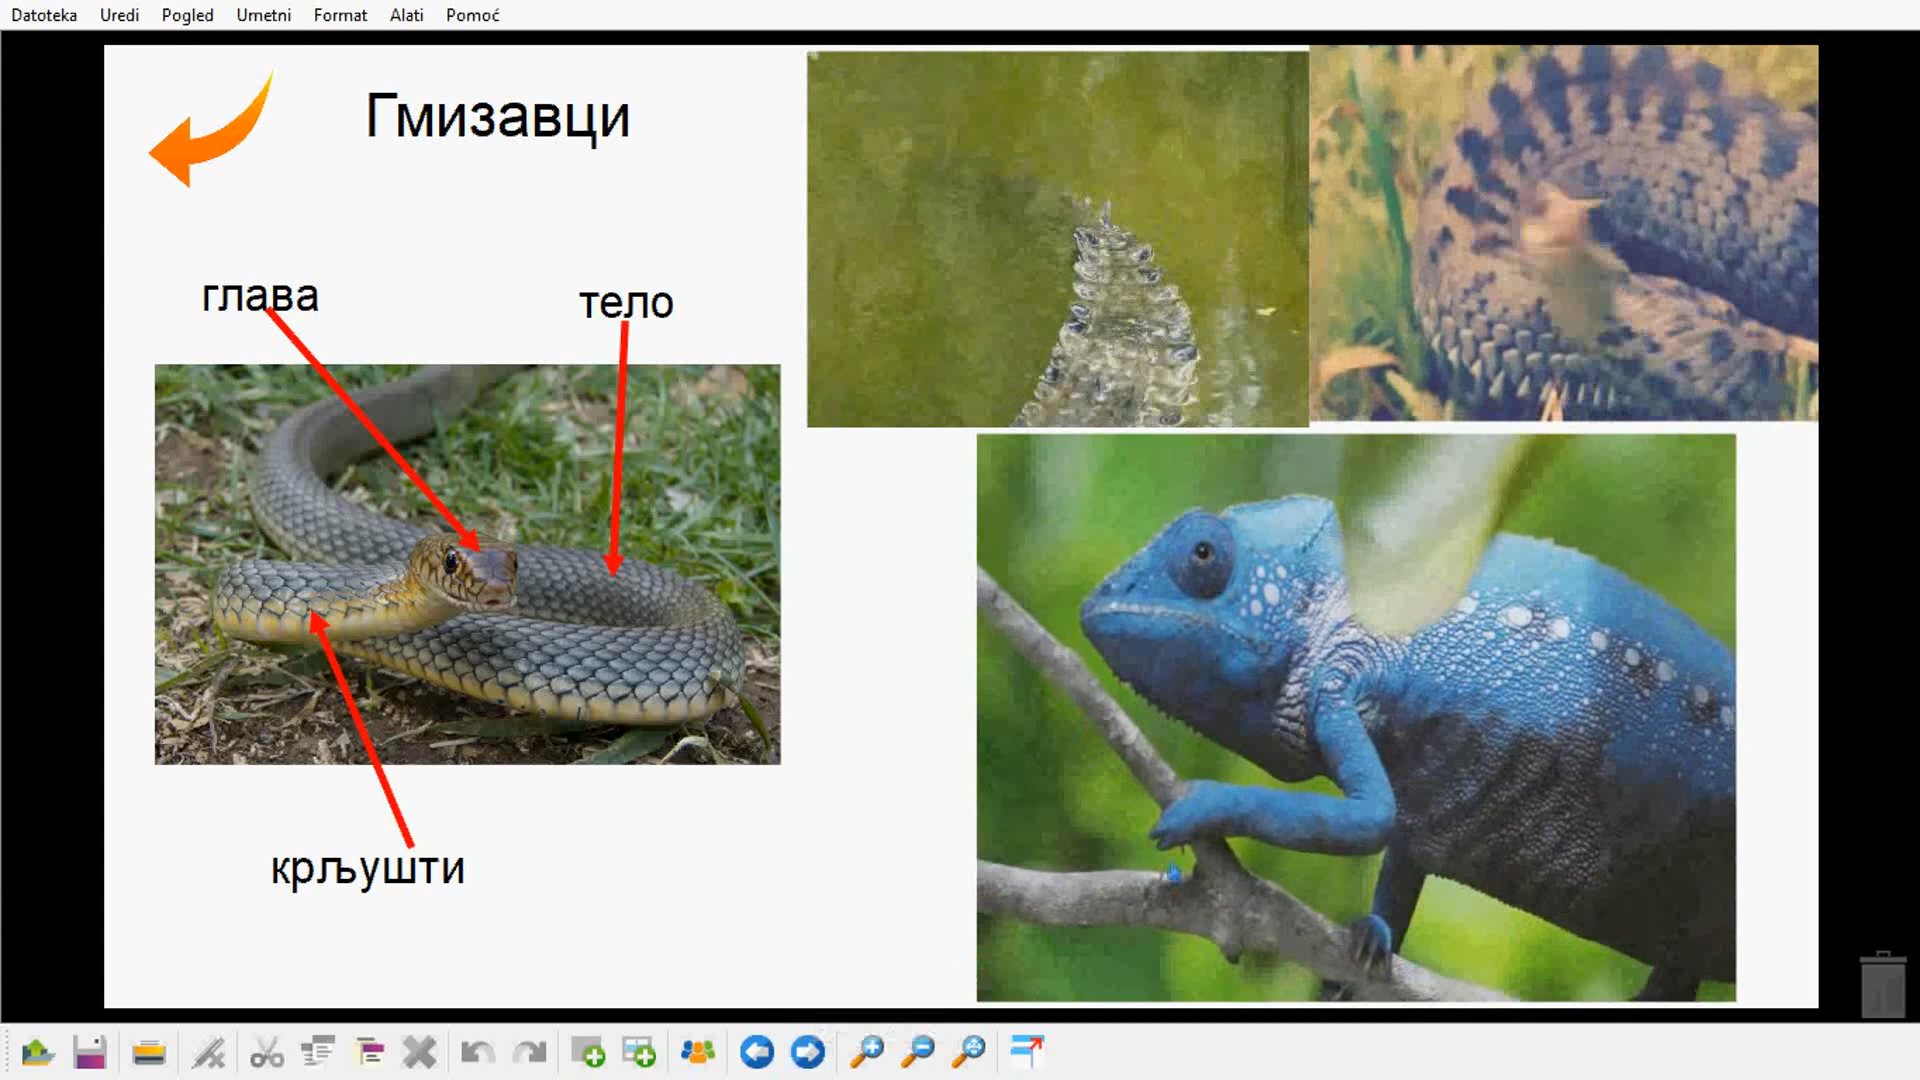 Datoteka Uredi Pogled Umetni Format Alati Pomoć
Гмизавци
глава
тело
крљушти